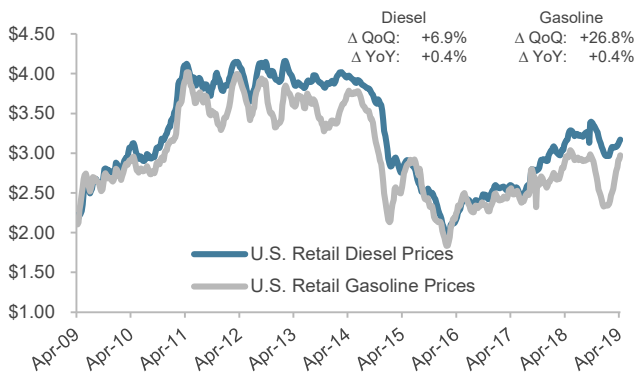 Diesel Gasoline
Δ QoQ: +6.9% Δ QoQ: +26.8%
Δ YoY: +0.4% Δ YoY: +0.4%
$4.50
$4.00
$3.50
$3.00
$2.50
$2.00
$1.50
$1.00
U.S. Retail Diesel Prices
U.S. Retail Gasoline Prices
Apr-09
Apr-10
Apr-11
Apr-12
Apr-13
Apr-14
Apr-15
Apr-16
Apr-17
Apr-18
Apr-19